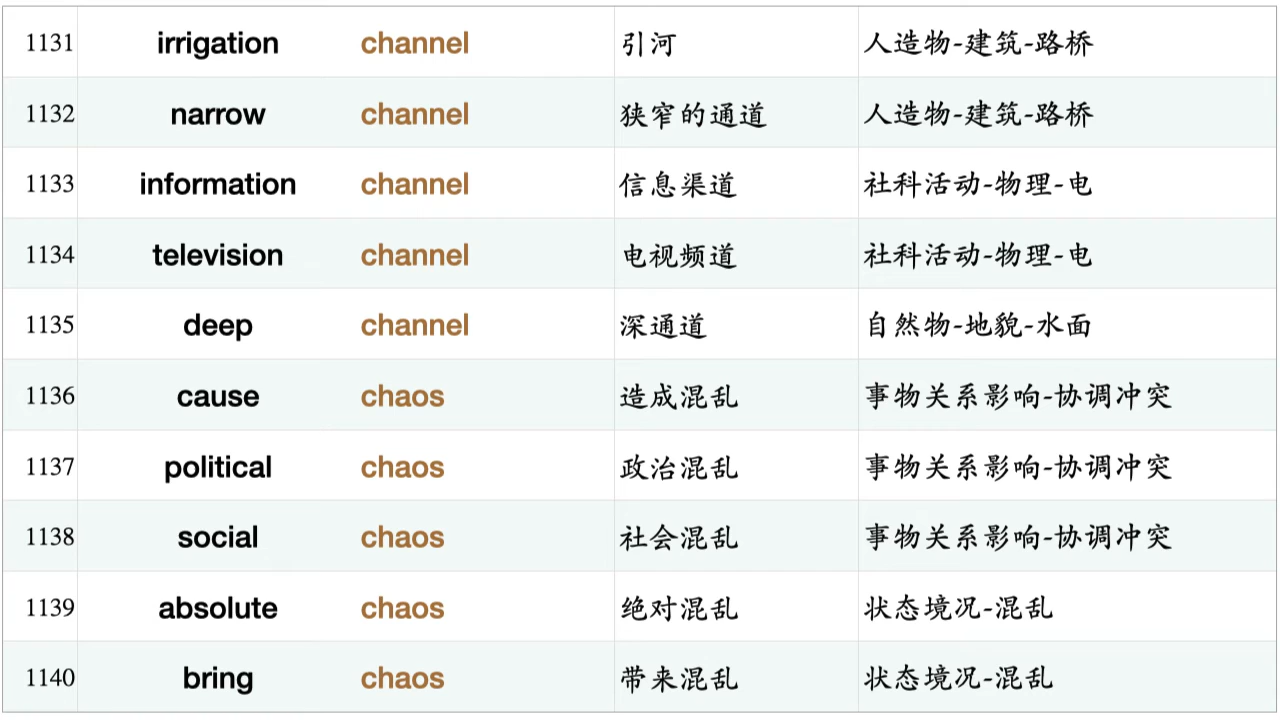 1131 irrigation channel 引河 人造物-建筑-路桥
1132 narrow channel 狭窄的通道 人造物-建筑-路桥
1133 information channel 信息渠道 社科活动-物理-电
1134 television channel 电视频道 社科活动-物理-电
1135 deep channel 深通道 自然物-地貌-水面
1136 cause chaos 造成混乱 事物关系影响-协调冲突
1137 political chaos 政治混乱 事物关系影响-协调冲突
1138 social chaos 社会混乱 事物关系影响-协调冲突
1139 absolute chaos 绝对混乱 状态境况-混乱
1140 bring chaos 带来混乱 状态境况-混乱